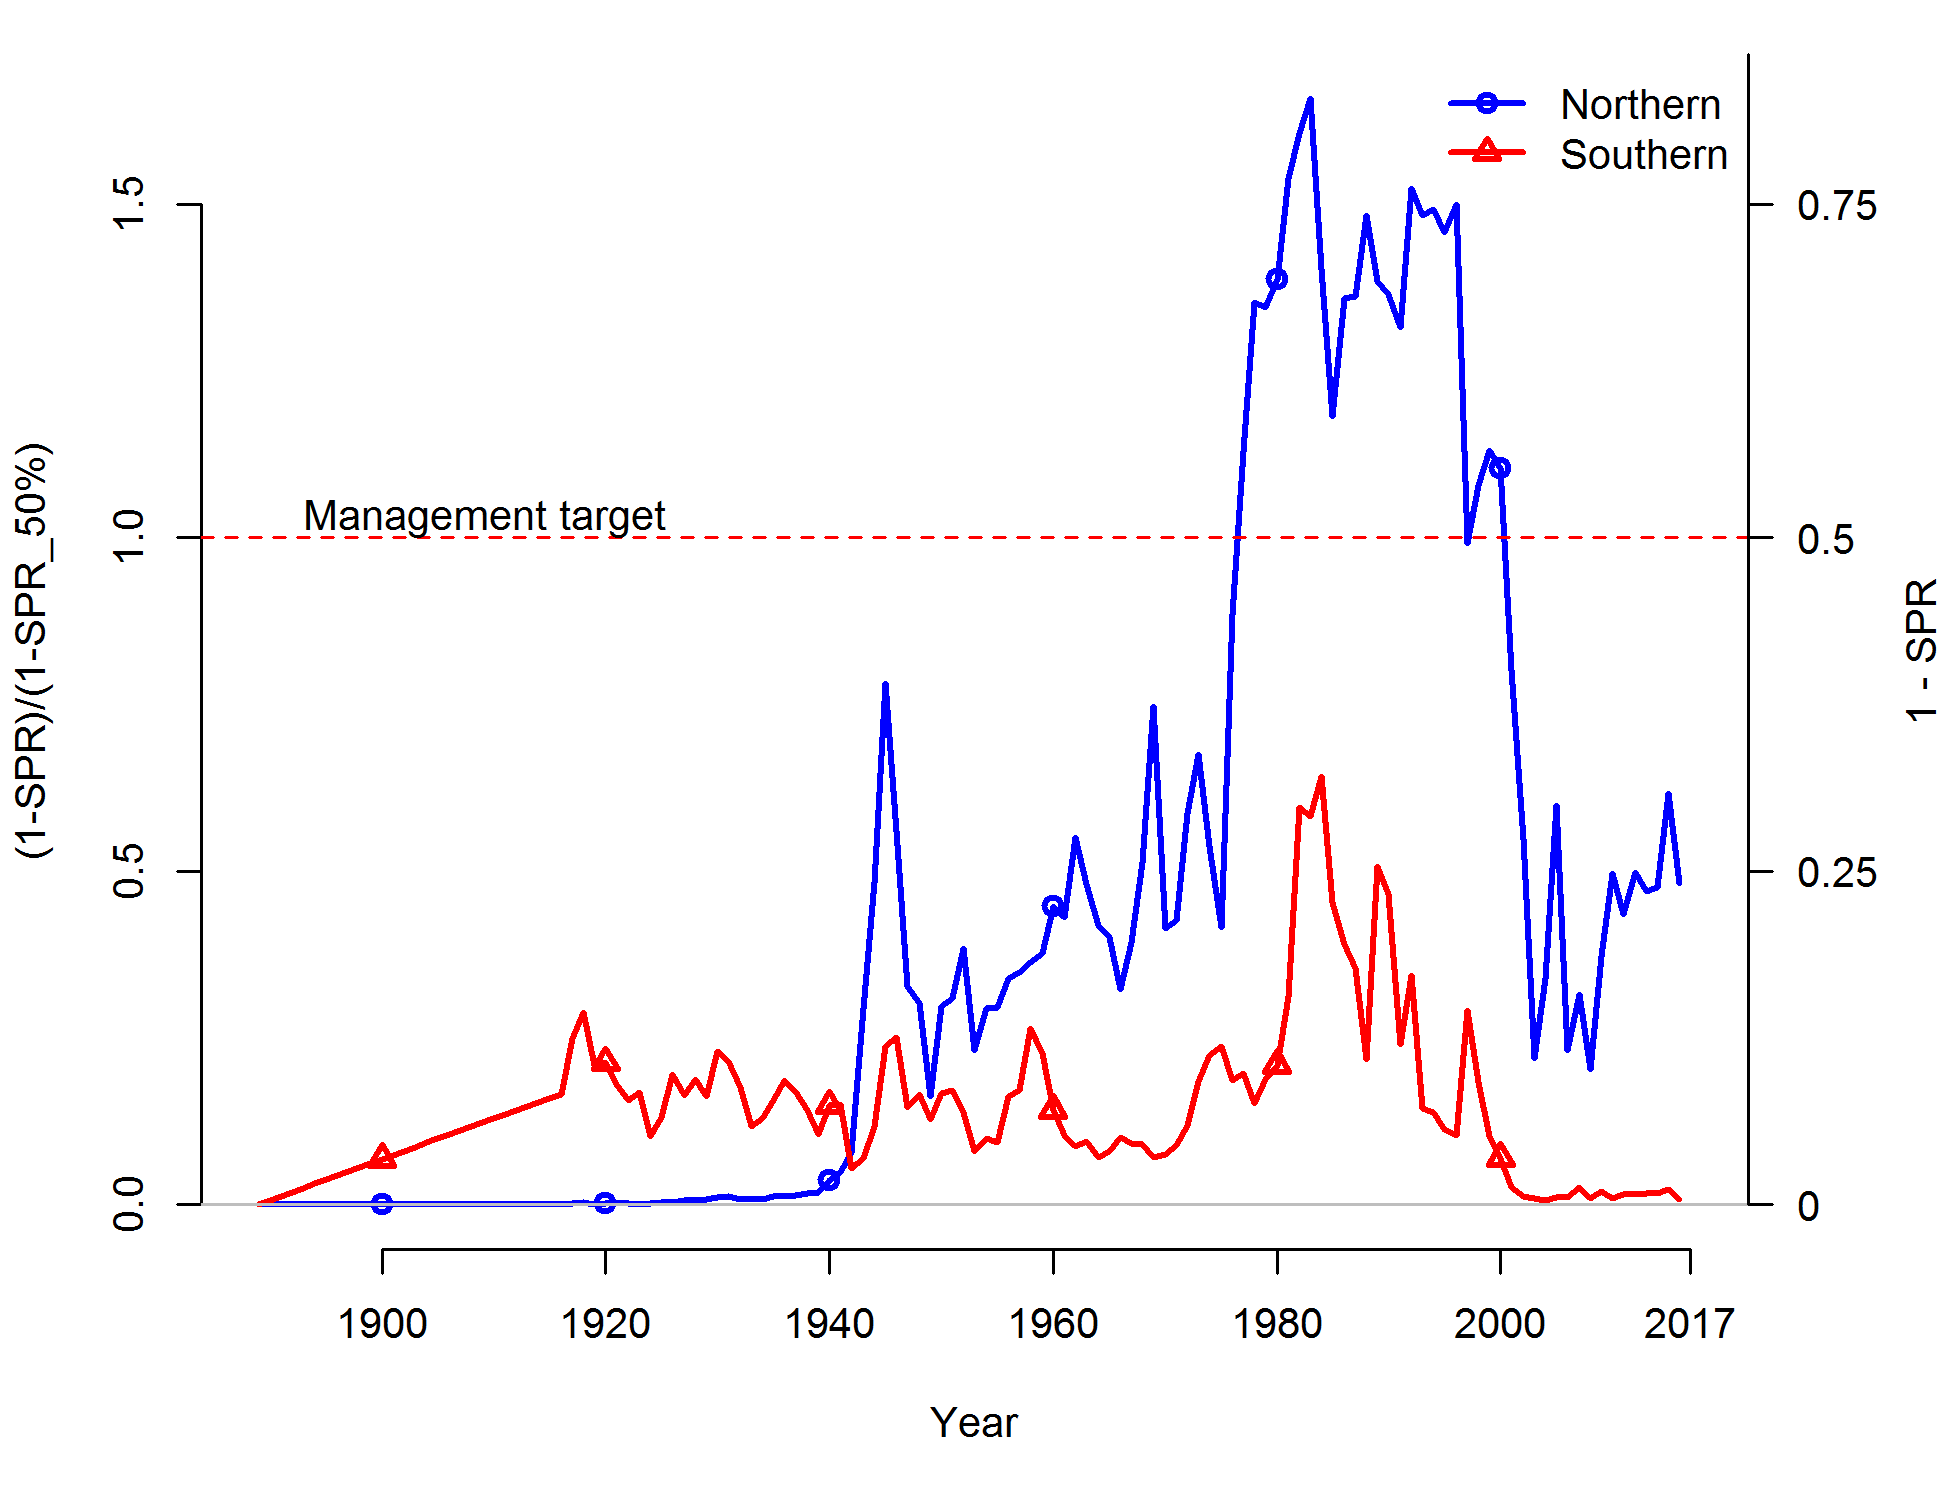 Northern
Southern
Management target
(1-SPR)/(1-SPR_50%)
0.0
0.5
1.0
1.5
1 - SPR
0.75
0.5
0.25
0
1900
1920
1940
1960
1980
2000
2017
Year